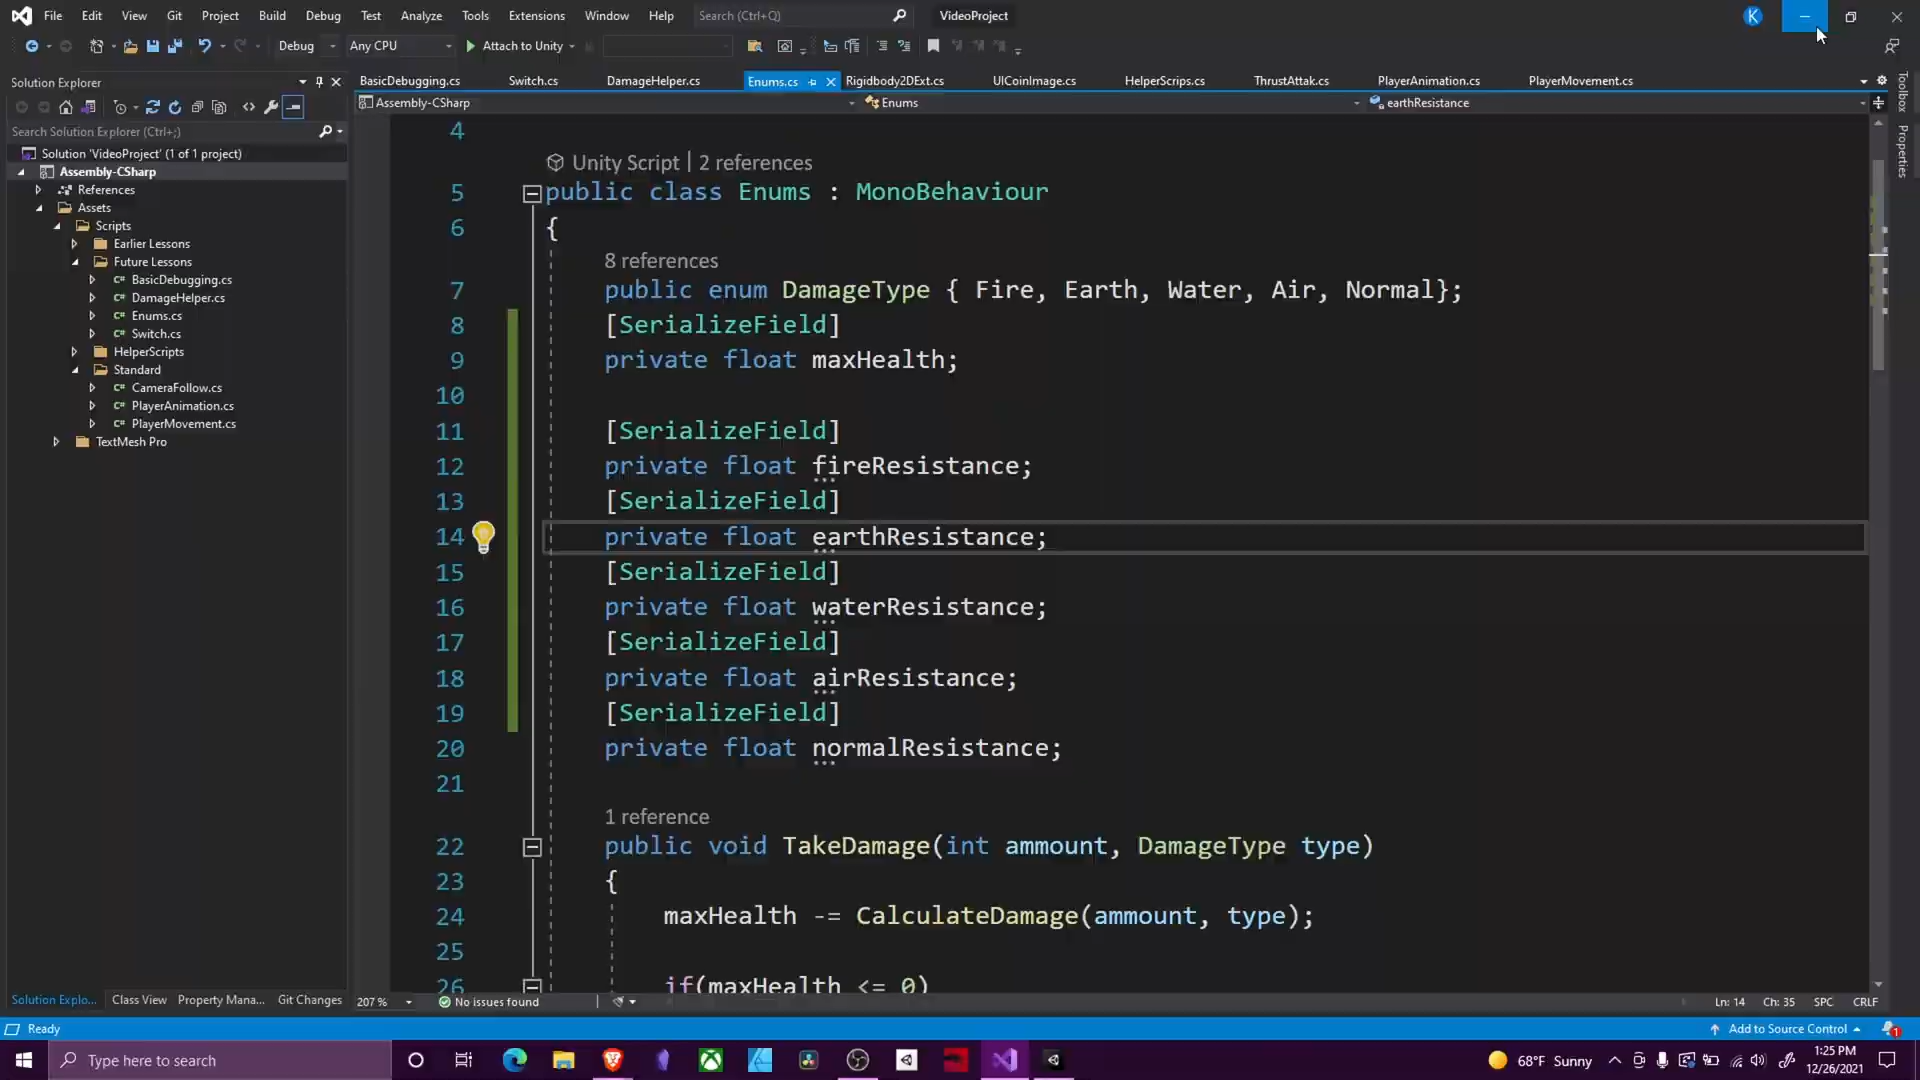 File Edit View Git Project Build Debug Test Analyze Tools Extensions Window Help Search (Ctrl+Q) VideoProject K
Debug Any CPU Attach to Unity
Solution Explorer
Search Solution Explorer (Ctrl+;)
Solution 'VideoProject' (1 of 1 project)
Assembly-CSharp
References
Assets
Scripts
Earlier Lessons
Future Lessons
C# BasicDebugging.cs
C# DamageHelper.cs
C# Enums.cs
C# Switch.cs
HelperScripts
Standard
C# CameraFollow.cs
C# PlayerAnimation.cs
C# PlayerMovement.cs
TextMesh Pro
Solution Explo... Class View Property Mana... Git Changes
BasicDebugging.cs Switch.cs DamageHelper.cs Enums.cs Rigidbody2DExt.cs UICoinImage.cs HelperScrips.cs ThrustAttak.cs PlayerAnimation.cs PlayerMovement.cs
Assembly-CSharp Enums earthResistance
4
Unity Script | 2 references
5 public class Enums : MonoBehaviour
6 {
8 references
7 public enum DamageType { Fire, Earth, Water, Air, Normal};
8 [SerializeField]
9 private float maxHealth;
10
11 [SerializeField]
12 private float fireResistance;
13 [SerializeField]
14 private float earthResistance;
15 [SerializeField]
16 private float waterResistance;
17 [SerializeField]
18 private float airResistance;
19 [SerializeField]
20 private float normalResistance;
21
1 reference
22 public void TakeDamage(int ammount, DamageType type)
23 {
24 maxHealth -= CalculateDamage(ammount, type);
25
26 if(maxHealth <= 0)
207 % No issues found Ln: 14 Ch: 35 SPC CRLF
Toolbox
Properties
Ready Add to Source Control 1
Type here to search 68°F Sunny 1:25 PM
12/26/2021